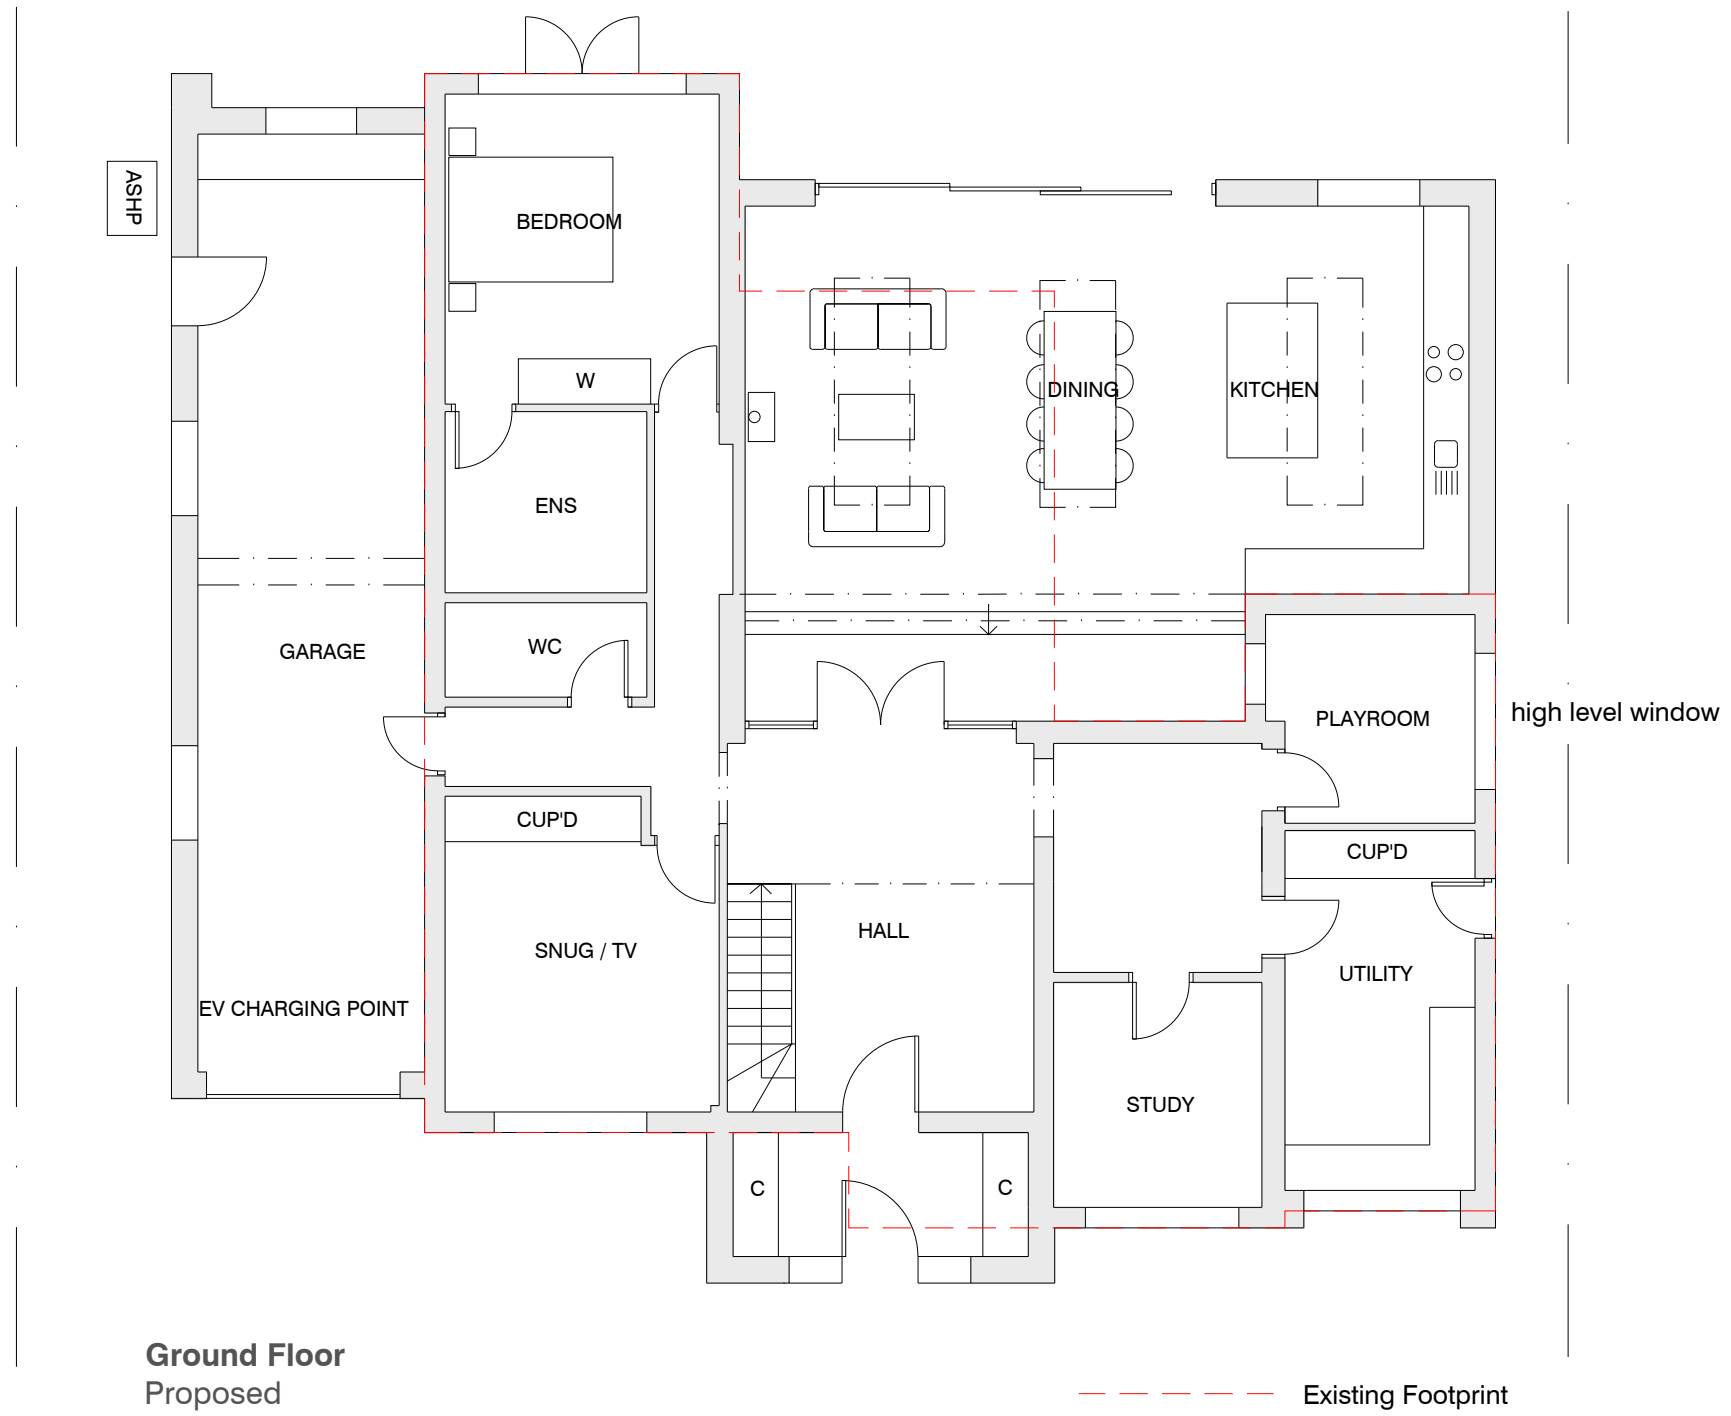 ASHP
BEDROOM
W
DINING
KITCHEN
ENS
WC
GARAGE
PLAYROOM
high level window
CUP'D
CUP'D
HALL
SNUG / TV
UTILITY
EV CHARGING POINT
STUDY
C
C
Ground Floor
Proposed
Existing Footprint